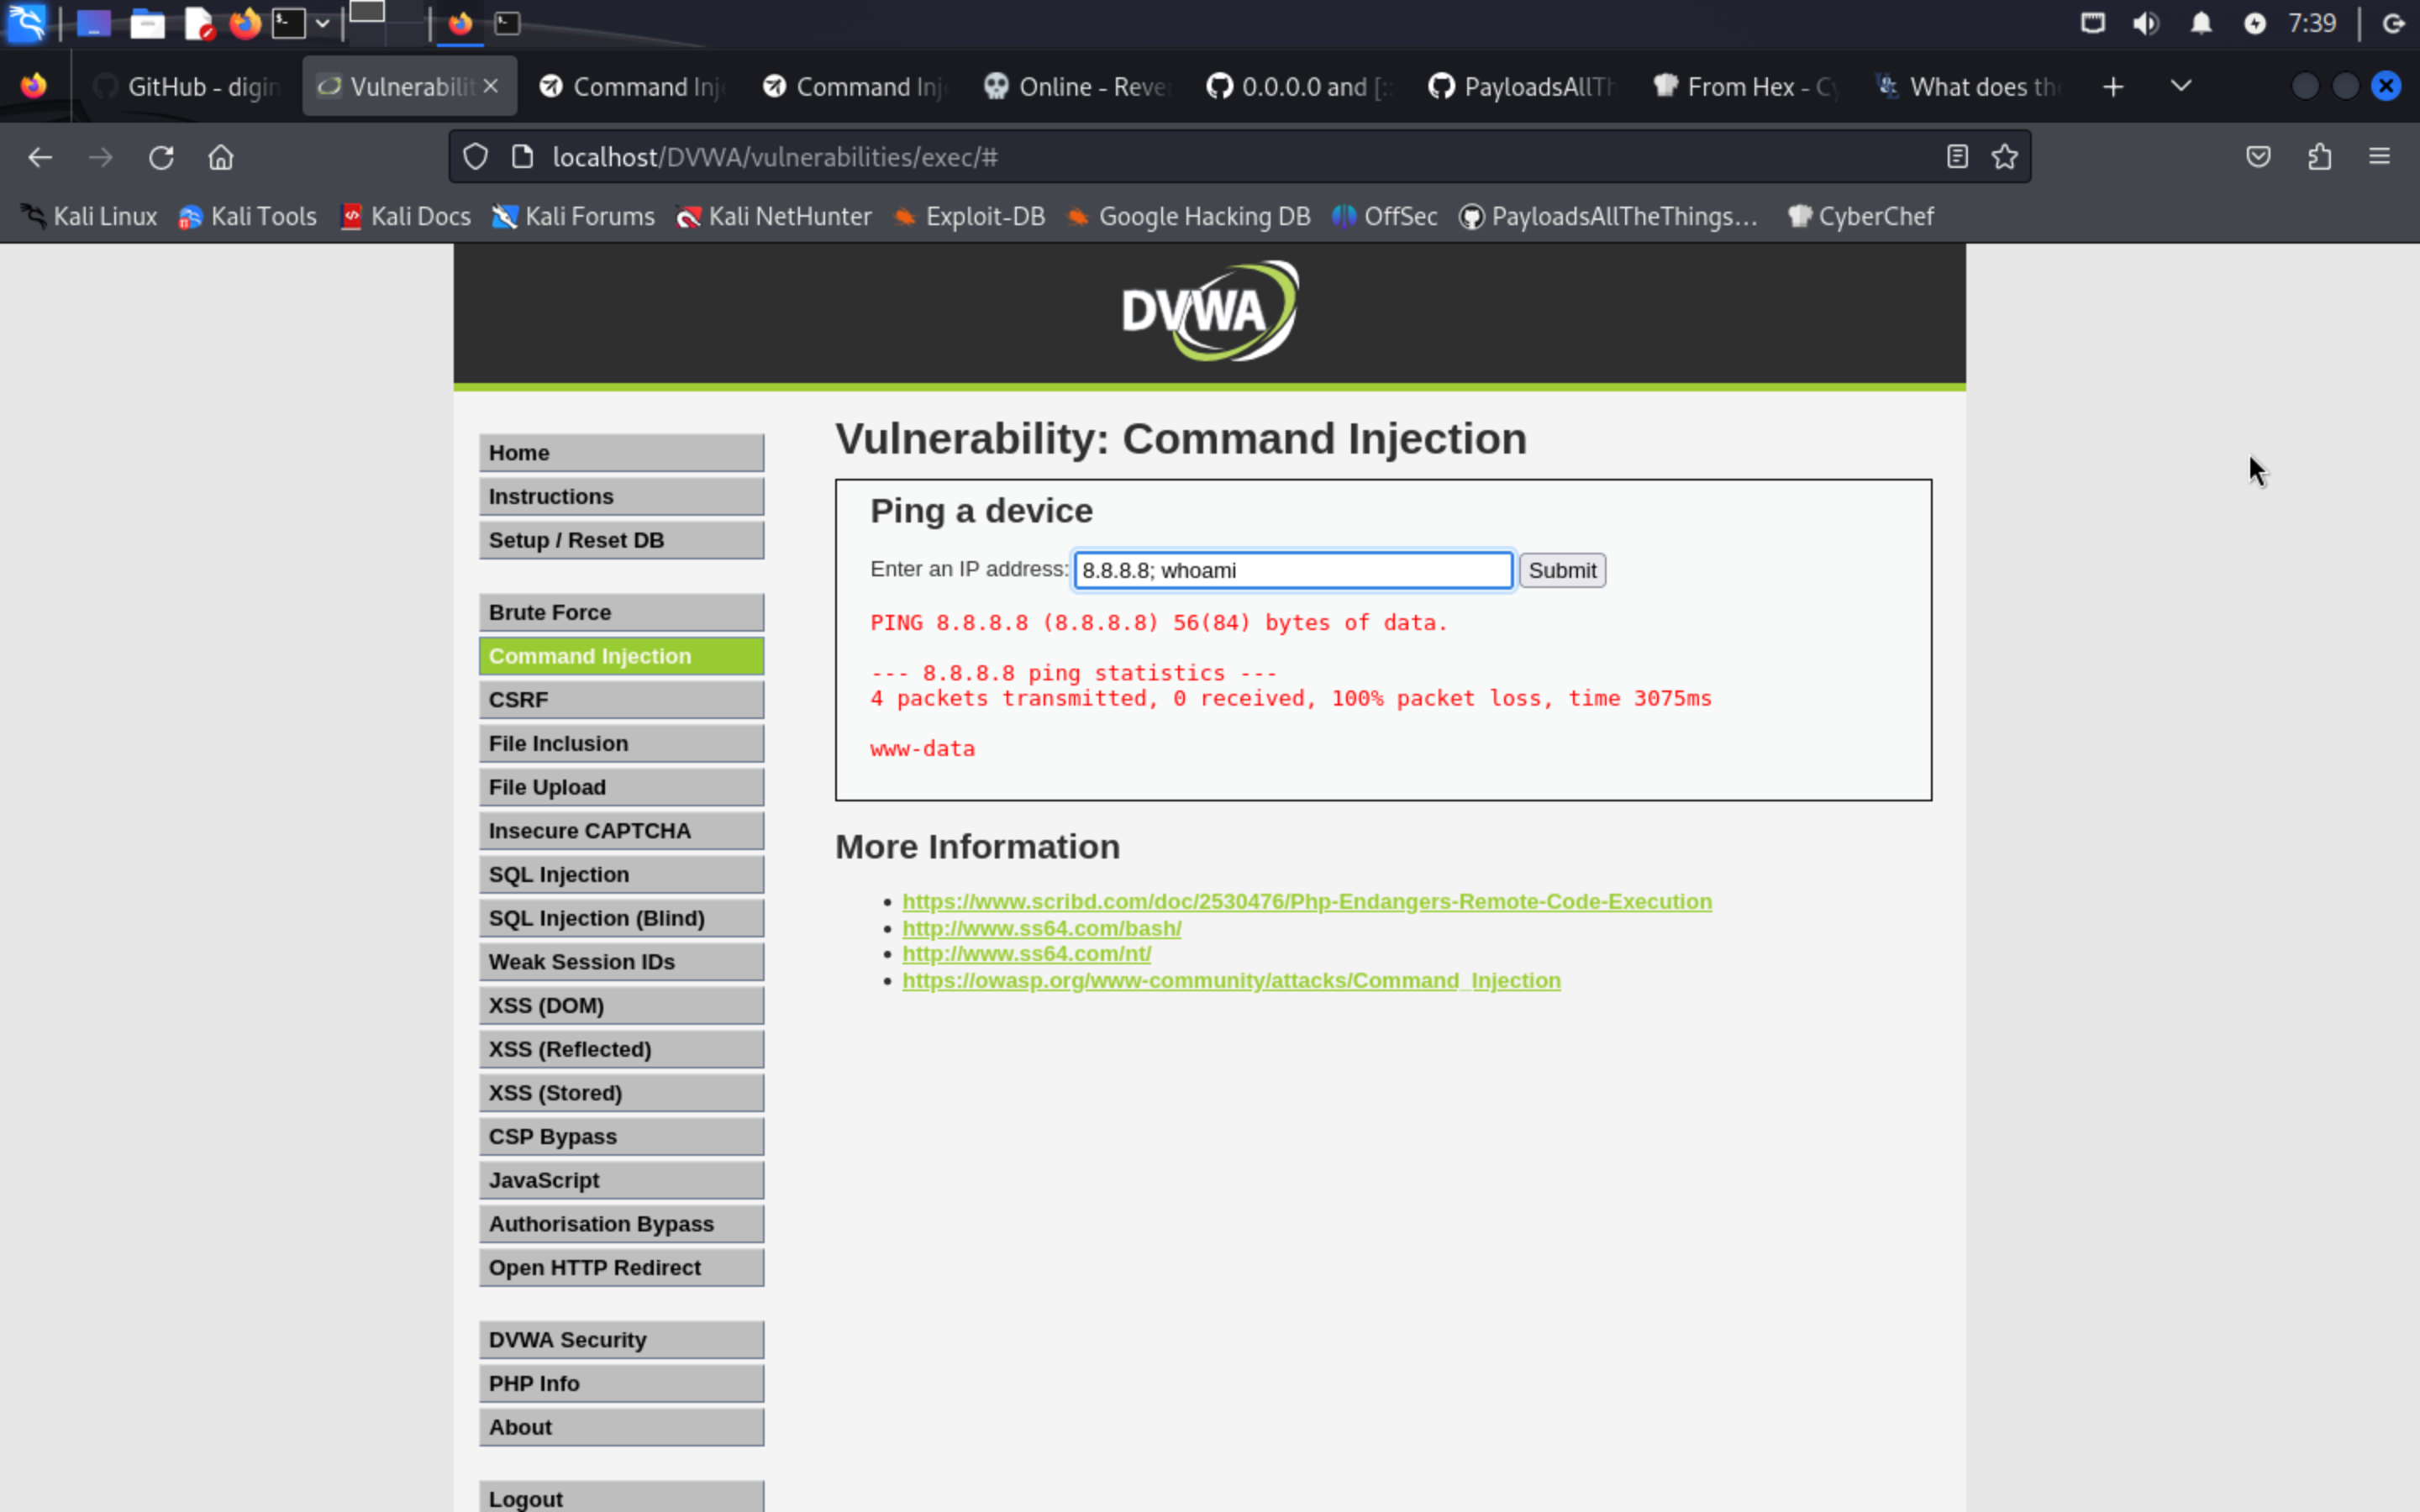 7:39
GitHub - digin
Vulnerabilit
Command Inj
Command Inj
Online - Reve
0.0.0.0 and [:
PayloadsAllTh
From Hex - Cy
What does the
localhost/DVWA/vulnerabilities/exec/#
Kali Linux
Kali Tools
Kali Docs
Kali Forums
Kali NetHunter
Exploit-DB
Google Hacking DB
OffSec
PayloadsAllTheThings…
CyberChef
DVWA
Home
Instructions
Setup / Reset DB
Brute Force
Command Injection
CSRF
File Inclusion
File Upload
Insecure CAPTCHA
SQL Injection
SQL Injection (Blind)
Weak Session IDs
XSS (DOM)
XSS (Reflected)
XSS (Stored)
CSP Bypass
JavaScript
Authorisation Bypass
Open HTTP Redirect
DVWA Security
PHP Info
About
Logout
Vulnerability: Command Injection
Ping a device
Enter an IP address: 8.8.8.8; whoami Submit
PING 8.8.8.8 (8.8.8.8) 56(84) bytes of data.
--- 8.8.8.8 ping statistics ---
4 packets transmitted, 0 received, 100% packet loss, time 3075ms
www-data
More Information
https://www.scribd.com/doc/2530476/Php-Endangers-Remote-Code-Execution
http://www.ss64.com/bash/
http://www.ss64.com/nt/
https://owasp.org/www-community/attacks/Command_Injection